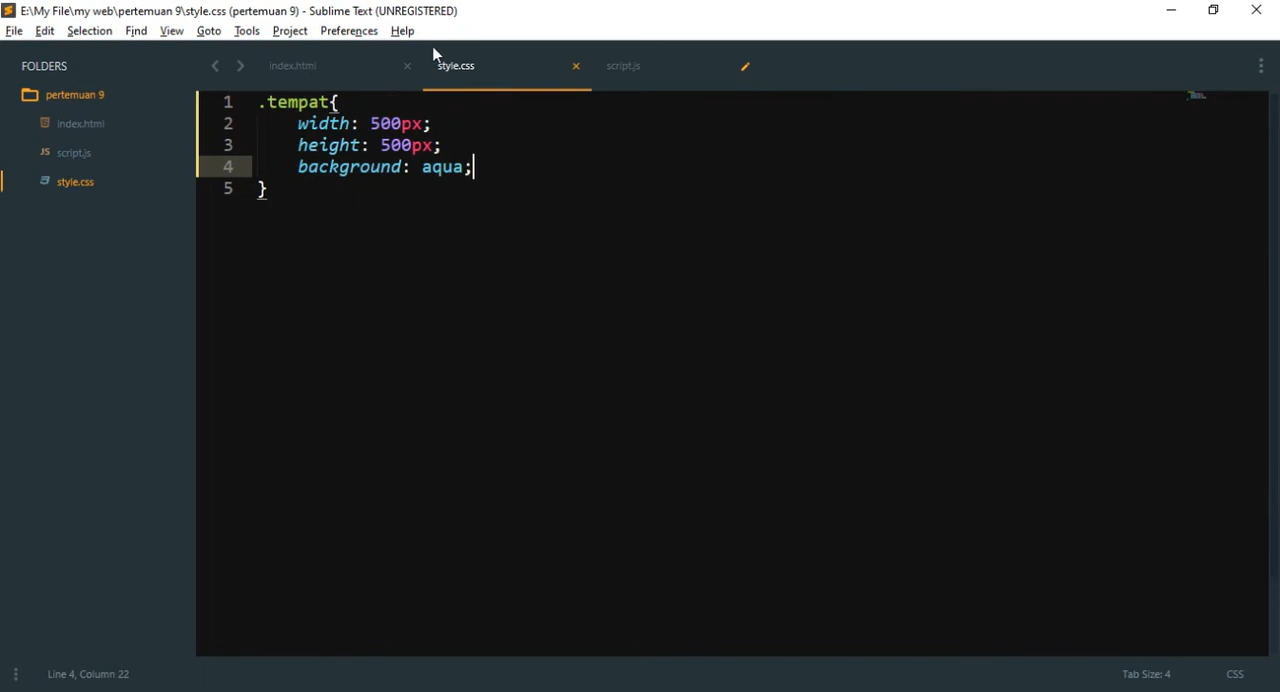 E:\My File\my web\pertemuan 9\style.css (pertemuan 9) - Sublime Text (UNREGISTERED)
File Edit Selection Find View Goto Tools Project Preferences Help
FOLDERS
pertemuan 9
index.html
JS script.js
style.css
index.html style.css script.js
1 .tempat{
2 width: 500px;
3 height: 500px;
4 background: aqua;
5 }
Line 4, Column 22 Tab Size: 4 CSS